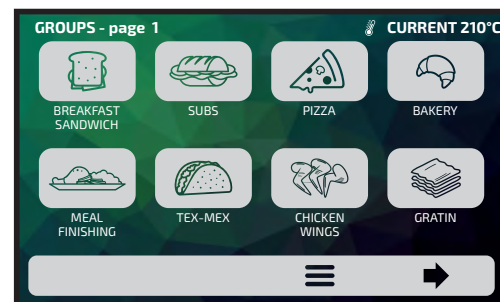 GROUPS - page 1
CURRENT 210°C
BREAKFAST
SANDWICH
SUBS
PIZZA
BAKERY
MEAL
FINISHING
TEX-MEX
CHICKEN
WINGS
GRATIN